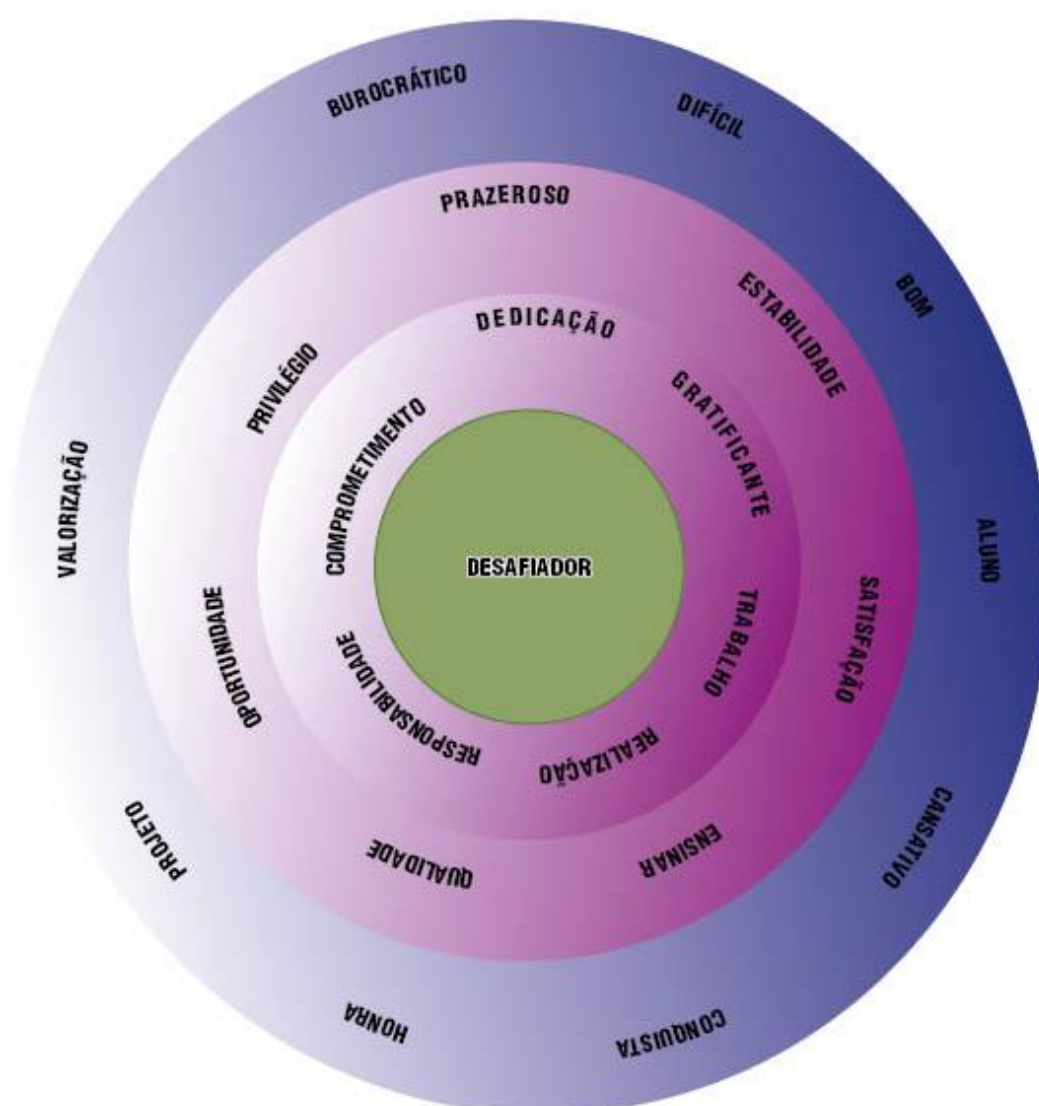 BUROCRÁTICO
DIFÍCIL
BOM
ALUNO
CANSATIVO
CONQUISTA
HONRA
PROJETO
VALORIZAÇÃO
PRAZEROSO
ESTABILIDADE
SATISFAÇÃO
ENSINAR
QUALIDADE
OPORTUNIDADE
PRIVILÉGIO
DEDICAÇÃO
GRATIFICANTE
TRABALHO
REALIZAÇÃO
RESPONSABILIDADE
COMPROMETIMENTO
DESAFIADOR